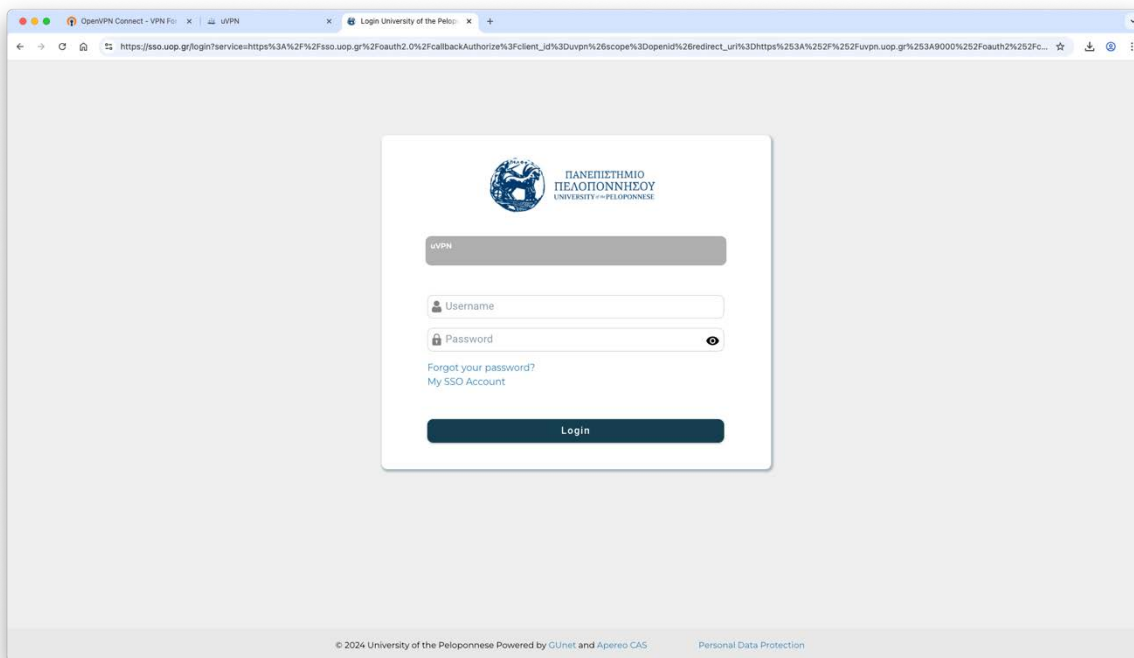 OpenVPN Connect - VPN Fo
uVPN
Login University of the Pelop
https://sso.uop.gr/login?service=https%3A%2F%2Fsso.uop.gr%2Foauth2.0%2FcallbackAuthorize%3Fclient_id%3Duvpn%26scope%3Dopenid%26redirect_uri%3Dhttps%253A%252F%252Fuvpn.uop.gr%253A9000%252Foauth2%252Fc...
ΠΑΝΕΠΙΣΤΗΜΙΟ
ΠΕΛΟΠΟΝΝΗΣΟΥ
UNIVERSITY of the PELOPONNESE
uVPN
Username
Password
Forgot your password?
My SSO Account
Login
© 2024 University of the Peloponnese Powered by GUnet and Apereo CAS
Personal Data Protection